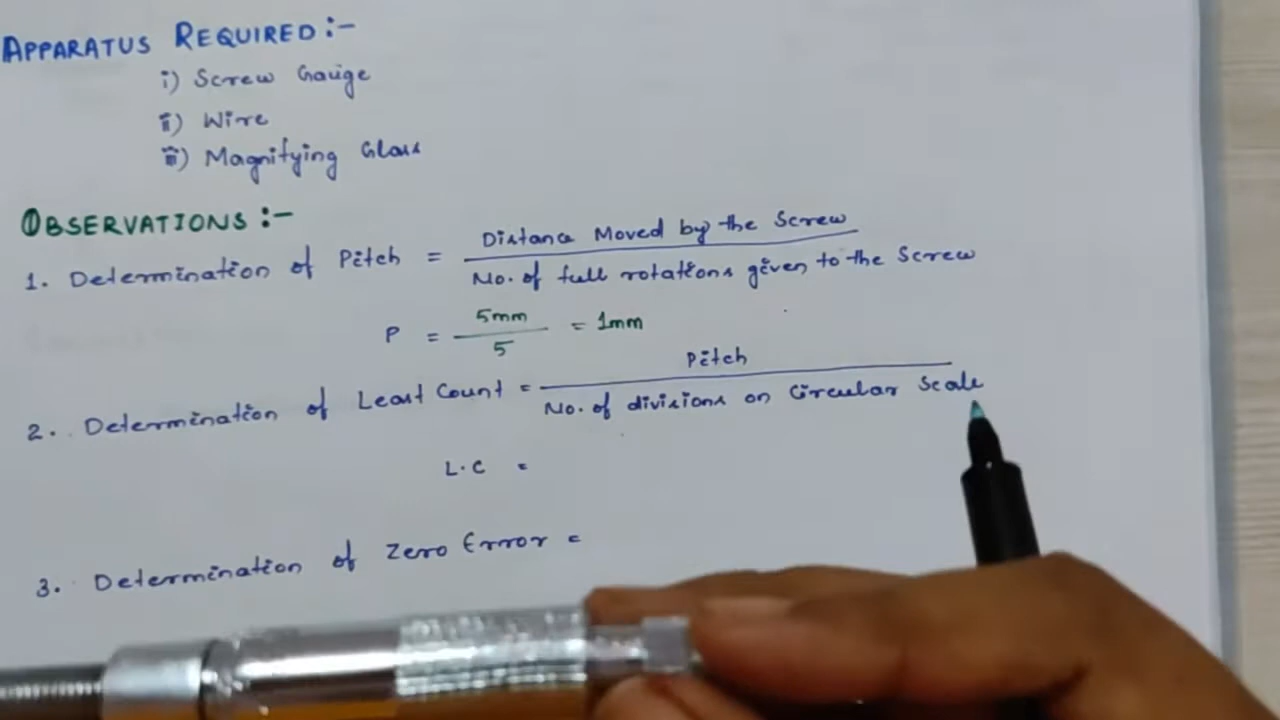 APPARATUS REQUIRED :-
i) Screw Gauge
ii) Wire
iii) Magnifying Glass
OBSERVATIONS :-
1. Determination of Pitch = Distance Moved by the Screw
No. of full rotations given to the Screw
P = 5mm = 1mm
5
2. Determination of Least Count = Pitch
No. of divisions on Circular Scale
L.C =
3. Determination of Zero Error =